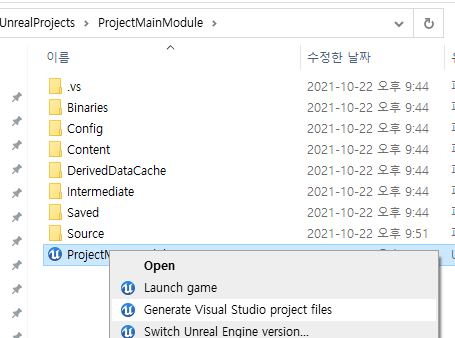 UnrealProjects > ProjectMainModule >
이름 수정한 날짜
.vs 2021-10-22 오후 9:44
Binaries 2021-10-22 오후 9:44
Config 2021-10-22 오후 9:44
Content 2021-10-22 오후 9:44
DerivedDataCache 2021-10-22 오후 9:44
Intermediate 2021-10-22 오후 9:44
Saved 2021-10-22 오후 9:44
Source 2021-10-22 오후 9:51
Open
Launch game
Generate Visual Studio project files
Switch Unreal Engine version...